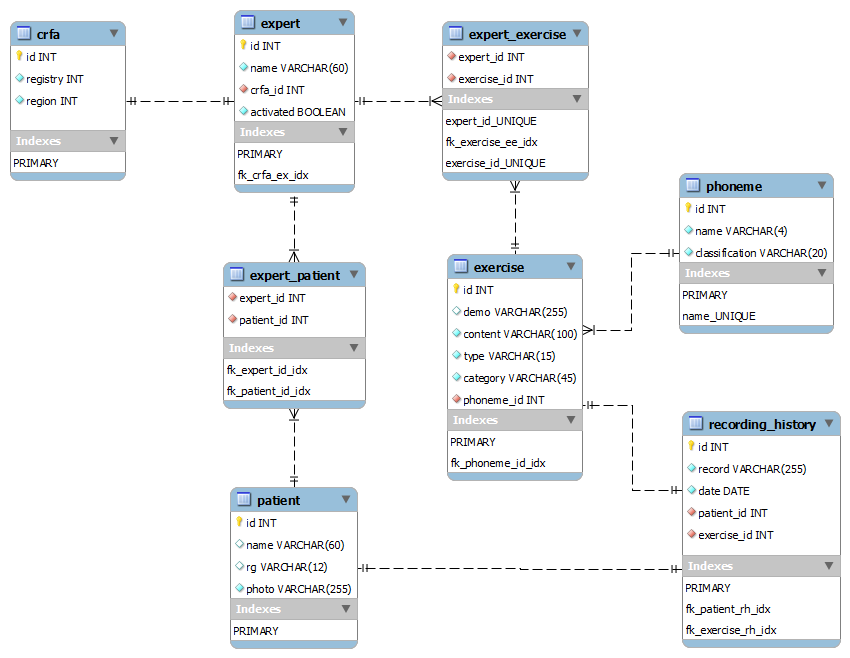 crfa
id INT
registry INT
region INT
Indexes
PRIMARY
expert
id INT
name VARCHAR(60)
crfa_id INT
activated BOOLEAN
Indexes
PRIMARY
fk_crfa_ex_idx
expert_exercise
expert_id INT
exercise_id INT
Indexes
expert_id_UNIQUE
fk_exercise_ee_idx
exercise_id_UNIQUE
phoneme
id INT
name VARCHAR(4)
classification VARCHAR(20)
Indexes
PRIMARY
name_UNIQUE
expert_patient
expert_id INT
patient_id INT
Indexes
fk_expert_id_idx
fk_patient_id_idx
exercise
id INT
demo VARCHAR(255)
content VARCHAR(100)
type VARCHAR(15)
category VARCHAR(45)
phoneme_id INT
Indexes
PRIMARY
fk_phoneme_id_idx
recording_history
id INT
record VARCHAR(255)
date DATE
patient_id INT
exercise_id INT
Indexes
PRIMARY
fk_patient_rh_idx
fk_exercise_rh_idx
patient
id INT
name VARCHAR(60)
rg VARCHAR(12)
photo VARCHAR(255)
Indexes
PRIMARY